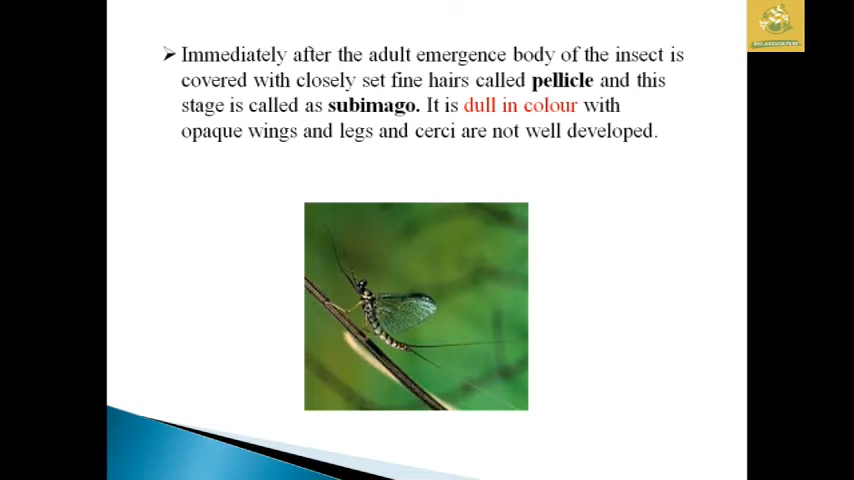 Immediately after the adult emergence body of the insect is
covered with closely set fine hairs called pellicle and this
stage is called as subimago. It is dull in colour with
opaque wings and legs and cerci are not well developed.